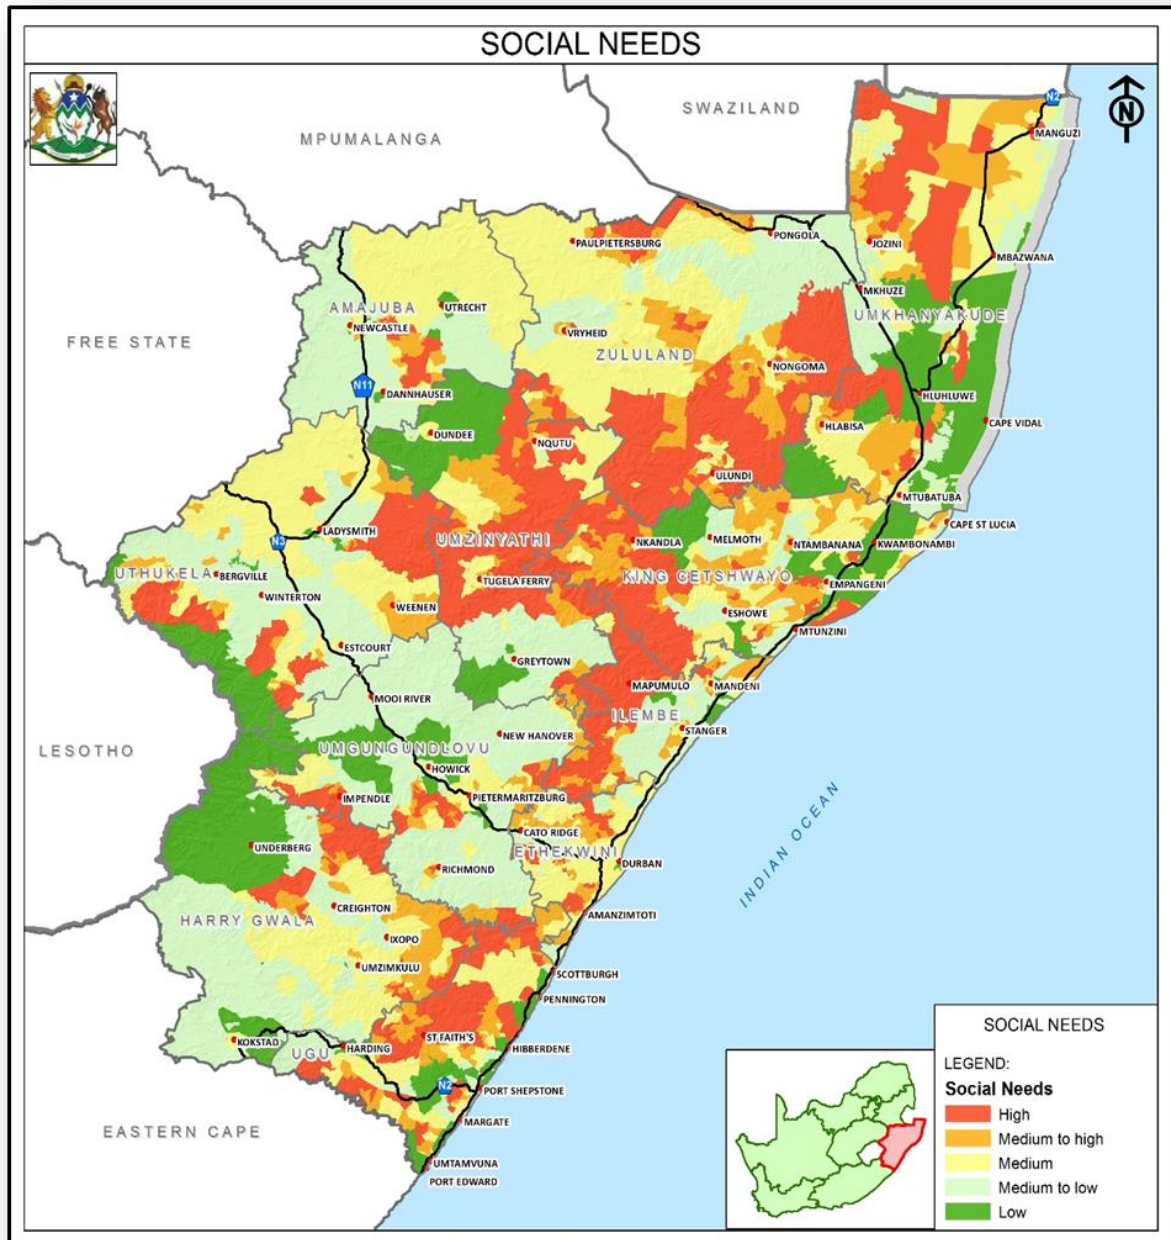 SOCIAL NEEDS
SWAZILAND
MPUMALANGA
N
N2
MANGUZI
PAULPIETERSBURG
PONGOLA
JOZINI
MBAZWANA
MKHUZE
UMKHANYAKUDE
AMAJUBA
UTRECHT
NEWCASTLE
VRYHEID
ZULULAND
FREE STATE
NONGOMA
N11
DANNHAUSER
HLUHLUWE
CAPE VIDAL
DUNDEE
NQUTU
HLABISA
ULUNDI
MTUBATUBA
CAPE ST LUCIA
LADYSMITH
N3
UMZINYATHI
NKANDLA
MELMOTH
NTAMBANANA
KWAMBONAMBI
UTHUKELA
BERGVILLE
TUGELA FERRY
KING CETSHWAYO
EMPANGENI
WINTERTON
WEENEN
ESHOWE
MTUNZINI
ESTCOURT
GREYTOWN
MOOI RIVER
MAPUMULO
MANDENI
ILEMBE
STANGER
LESOTHO
UMGUNGUNDLOVU
NEW HANOVER
HOWICK
IMPENDLE
PIETERMARITZBURG
CATO RIDGE
UNDERBERG
ETHEKWINI
DURBAN
RICHMOND
INDIAN OCEAN
HARRY GWALA
CREIGHTON
AMANZIMTOTI
IXOPO
UMZIMKULU
SCOTTBURGH
PENNINGTON
KOKSTAD
UGU
HARDING
ST FAITH'S
HIBBERDENE
N2
PORT SHEPSTONE
MARGATE
EASTERN CAPE
UMTAMVUNA
PORT EDWARD
SOCIAL NEEDS
LEGEND:
Social Needs
High
Medium to high
Medium
Medium to low
Low